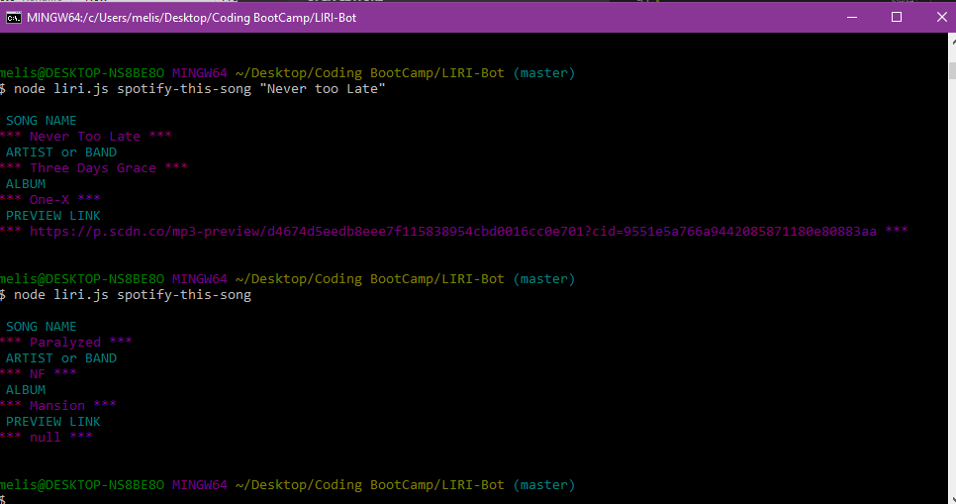 MINGW64:/c/Users/melis/Desktop/Coding BootCamp/LIRI-Bot
melis@DESKTOP-NS8BE8O MINGW64 ~/Desktop/Coding BootCamp/LIRI-Bot (master)
$ node liri.js spotify-this-song "Never too Late"
SONG NAME
*** Never Too Late ***
ARTIST or BAND
*** Three Days Grace ***
ALBUM
*** One-X ***
PREVIEW LINK
*** https://p.scdn.co/mp3-preview/d4674d5eedb8eee7f115838954cbd0016cc0e701?cid=9551e5a766a9442085871180e80883aa ***
melis@DESKTOP-NS8BE8O MINGW64 ~/Desktop/Coding BootCamp/LIRI-Bot (master)
$ node liri.js spotify-this-song
SONG NAME
*** Paralyzed ***
ARTIST or BAND
*** NF ***
ALBUM
*** Mansion ***
PREVIEW LINK
*** null ***
melis@DESKTOP-NS8BE8O MINGW64 ~/Desktop/Coding BootCamp/LIRI-Bot (master)
$